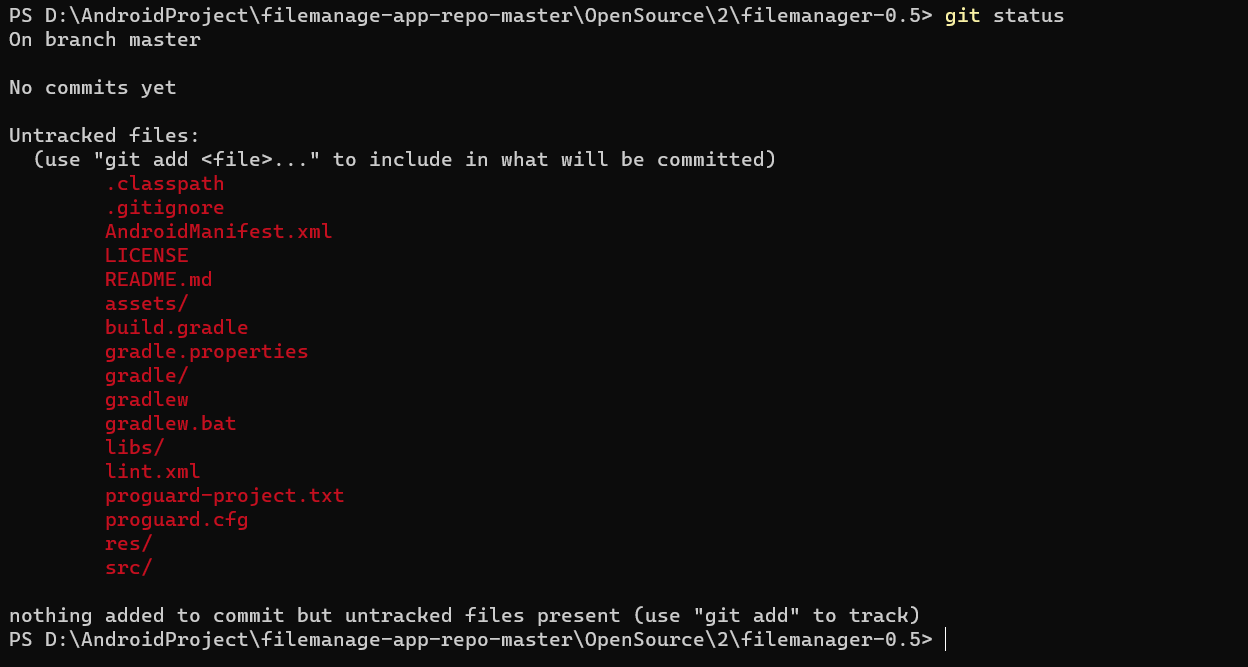 PS D:\AndroidProject\filemanage-app-repo-master\OpenSource\2\filemanager-0.5> git status
On branch master

No commits yet

Untracked files:
  (use "git add <file>..." to include in what will be committed)
        .classpath
        .gitignore
        AndroidManifest.xml
        LICENSE
        README.md
        assets/
        build.gradle
        gradle.properties
        gradle/
        gradlew
        gradlew.bat
        libs/
        lint.xml
        proguard-project.txt
        proguard.cfg
        res/
        src/

nothing added to commit but untracked files present (use "git add" to track)
PS D:\AndroidProject\filemanage-app-repo-master\OpenSource\2\filemanager-0.5>